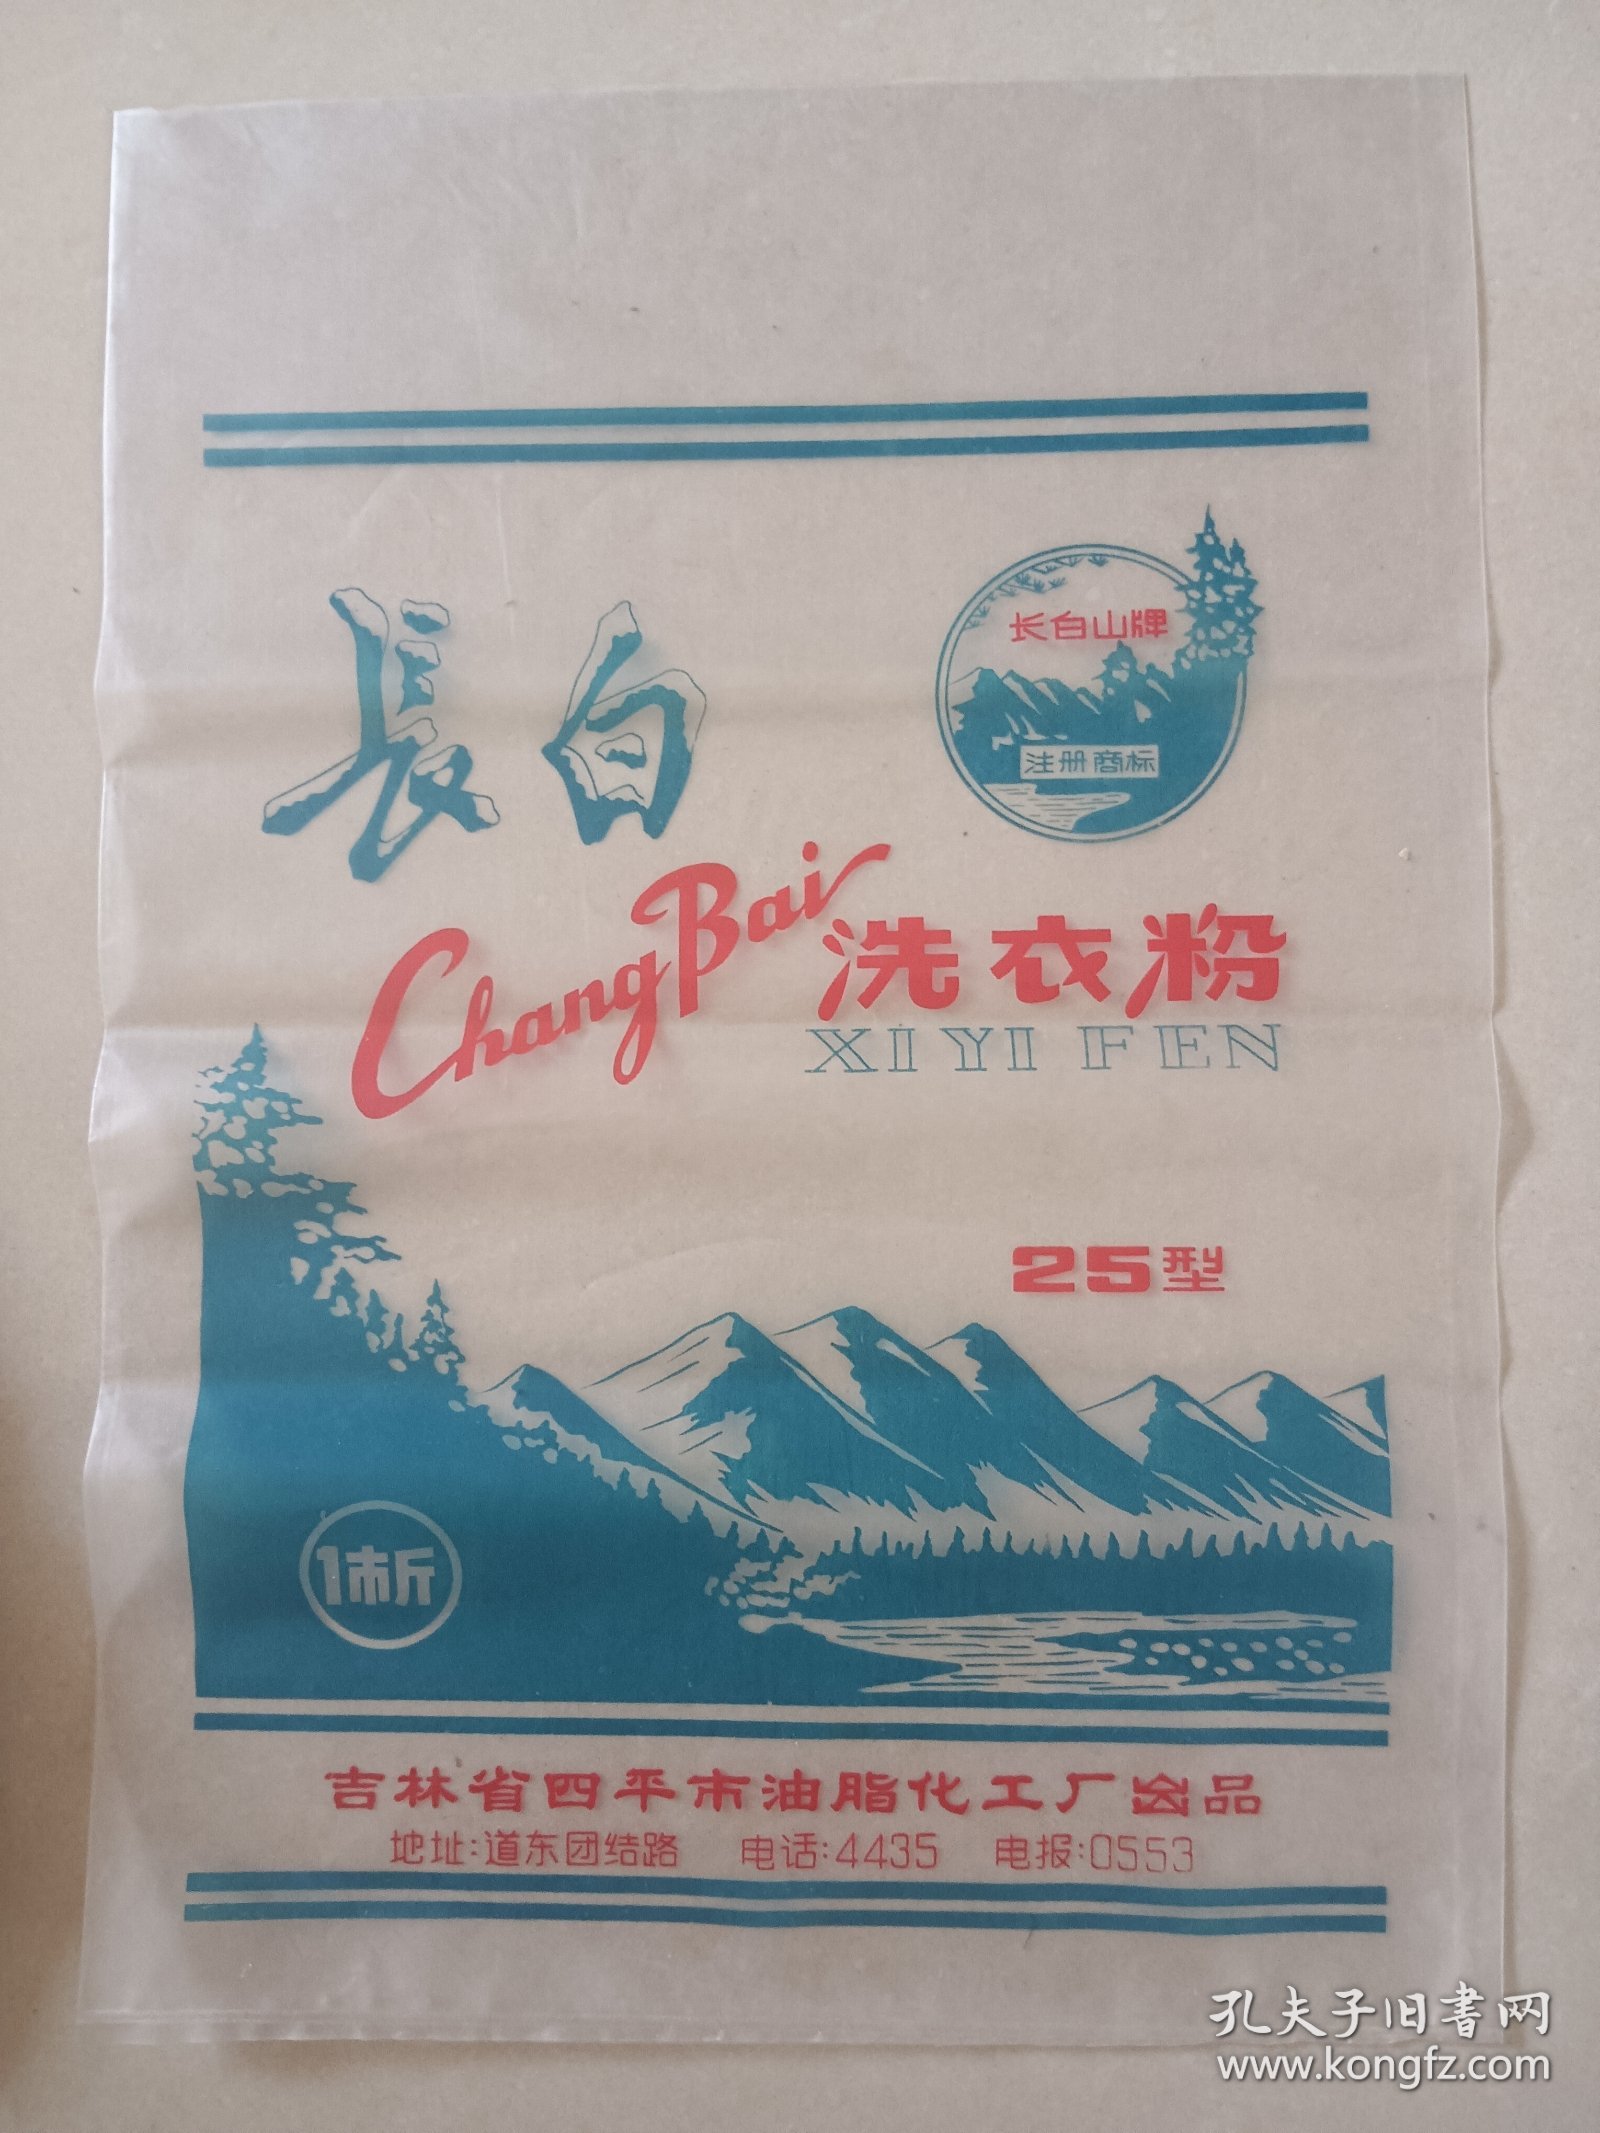 長白
长白山牌
注册商标
ChangBai
洗衣粉
XI YI FEN
25型
1市斤
吉林省四平市油脂化工厂出品
地址:道东团结路 电话:4435 电报:0553
孔夫子旧书网
www.kongfz.com